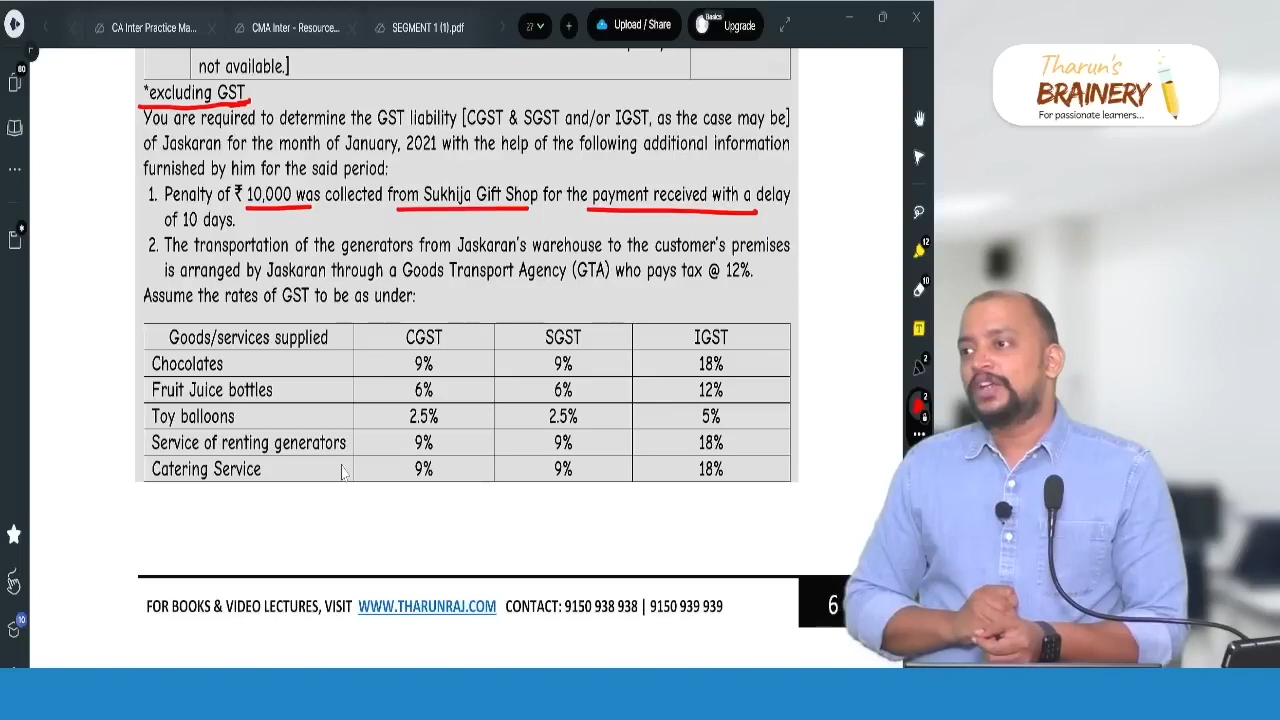 CA Inter Practice Ma...
CMA Inter - Resource...
SEGMENT 1 (1).pdf
27
Upload / Share
Basics
Upgrade
not available.]
*excluding GST
You are required to determine the GST liability [CGST & SGST and/or IGST, as the case may be]
of Jaskaran for the month of January, 2021 with the help of the following additional information
furnished by him for the said period:
1. Penalty of ₹ 10,000 was collected from Sukhija Gift Shop for the payment received with a delay
of 10 days.
2. The transportation of the generators from Jaskaran's warehouse to the customer's premises
is arranged by Jaskaran through a Goods Transport Agency (GTA) who pays tax @ 12%.
Assume the rates of GST to be as under:
Goods/services supplied CGST SGST IGST
Chocolates 9% 9% 18%
Fruit Juice bottles 6% 6% 12%
Toy balloons 2.5% 2.5% 5%
Service of renting generators 9% 9% 18%
Catering Service 9% 9% 18%
FOR BOOKS & VIDEO LECTURES, VISIT WWW.THARUNRAJ.COM CONTACT: 9150 938 938 | 9150 939 939
6
Tharun's
BRAINERY
For passionate learners...
80
10
12
10
T
2
2